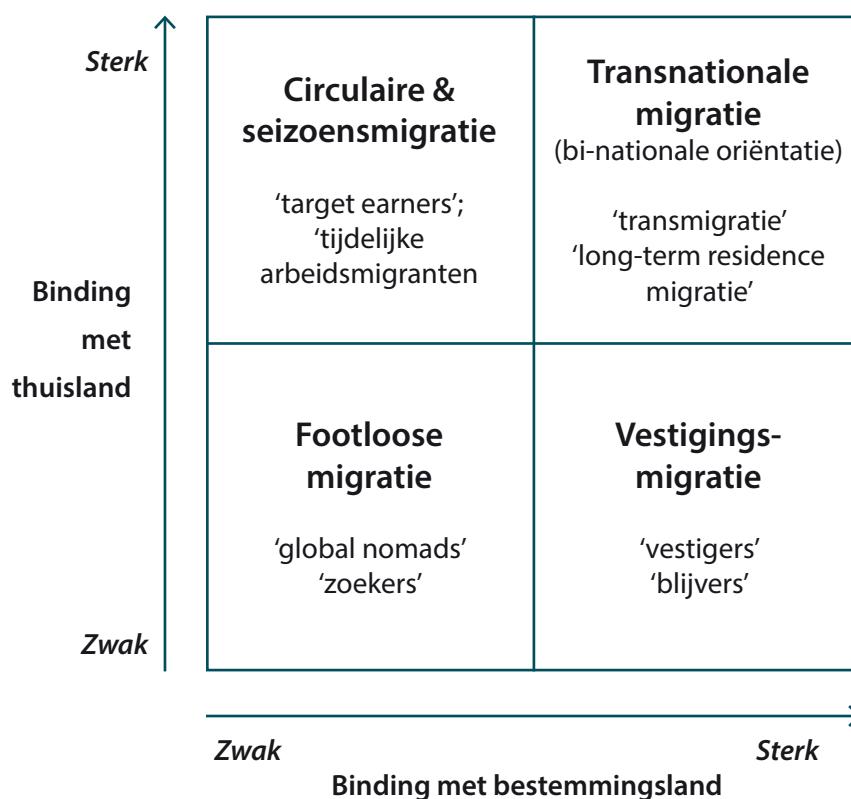 Sterk
Circulaire &
seizoensmigratie
‘target earners’;
‘tijdelijke
arbeidsmigranten
Transnationale
migratie
(bi-nationale oriëntatie)
‘transmigratie’
‘long-term residence
migratie’
Binding
met
thuisland
Footloose
migratie
‘global nomads’
‘zoekers’
Vestigings-
migratie
‘vestigers’
‘blijvers’
Zwak
Zwak
Sterk
Binding met bestemmingsland